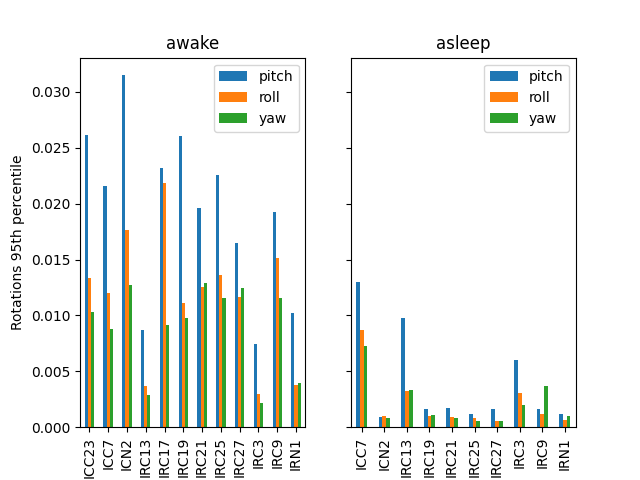 awake
asleep
Rotations 95th percentile
0.030
0.025
0.020
0.015
0.010
0.005
0.000
pitch
roll
yaw
pitch
roll
yaw
ICC23
ICC7
ICN2
IRC13
IRC17
IRC19
IRC21
IRC25
IRC27
IRC3
IRC9
IRN1
ICC7
ICN2
IRC13
IRC19
IRC21
IRC25
IRC27
IRC3
IRC9
IRN1